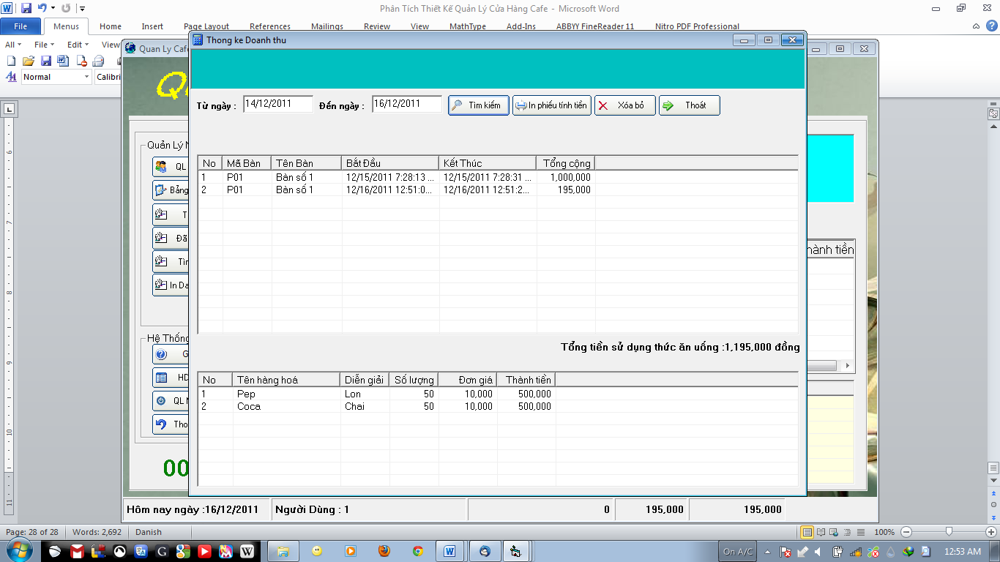 Phân Tích Thiết Kế Quản Lý Cửa Hàng Cafe - Microsoft Word
File Menus Home Insert Page Layout References Mailings Review View MathType Add-Ins ABBYY FineReader 11 Nitro PDF Professional
All File Edit View
Normal Calibri
Quan Ly Cafe
Thong ke Doanh thu
Từ ngày : 14/12/2011 Đến ngày : 16/12/2011 Tìm kiếm In phiếu tính tiền Xóa bỏ Thoát
No Mã Bàn Tên Bàn Bắt Đầu Kết Thúc Tổng cộng
1 P01 Bàn số 1 12/15/2011 7:28:13 ... 12/15/2011 7:28:31 ... 1,000,000
2 P01 Bàn số 1 12/16/2011 12:51:0... 12/16/2011 12:51:2... 195,000
Tổng tiền sử dụng thức ăn uống :1,195,000 đồng
No Tên hàng hoá Diễn giải Số lượng Đơn giá Thành tiền
1 Pep Lon 50 10,000 500,000
2 Coca Chai 50 10,000 500,000
Quản Lý
QL
Bảng
T
Đã
Tìn
In Da
Hệ Thống
G
HD
QL
Tho
00
hành tiền
Hôm nay ngày :16/12/2011 Người Dùng : 1 0 195,000 195,000
Page: 28 of 28 Words: 2,692 Danish 100%
On A/C 12:53 AM